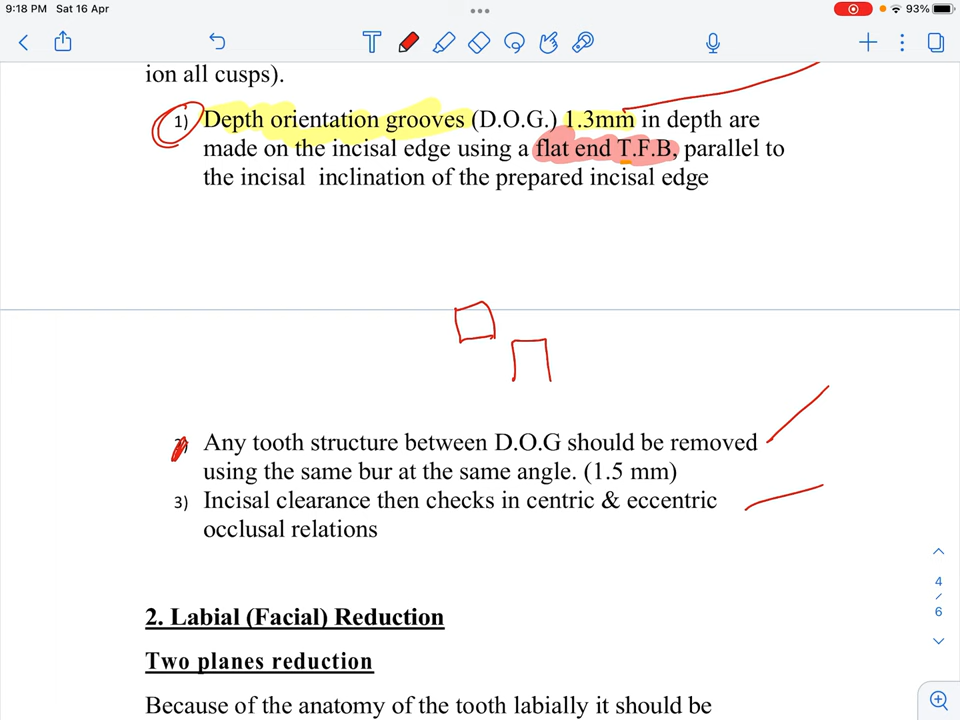 9:18 PM Sat 16 Apr
93%
ion all cusps).
1) Depth orientation grooves (D.O.G.) 1.3mm in depth are
made on the incisal edge using a flat end T.F.B, parallel to
the incisal inclination of the prepared incisal edge
Any tooth structure between D.O.G should be removed
using the same bur at the same angle. (1.5 mm)
3) Incisal clearance then checks in centric & eccentric
occlusal relations
4
/
6
2. Labial (Facial) Reduction
Two planes reduction
Because of the anatomy of the tooth labially it should be